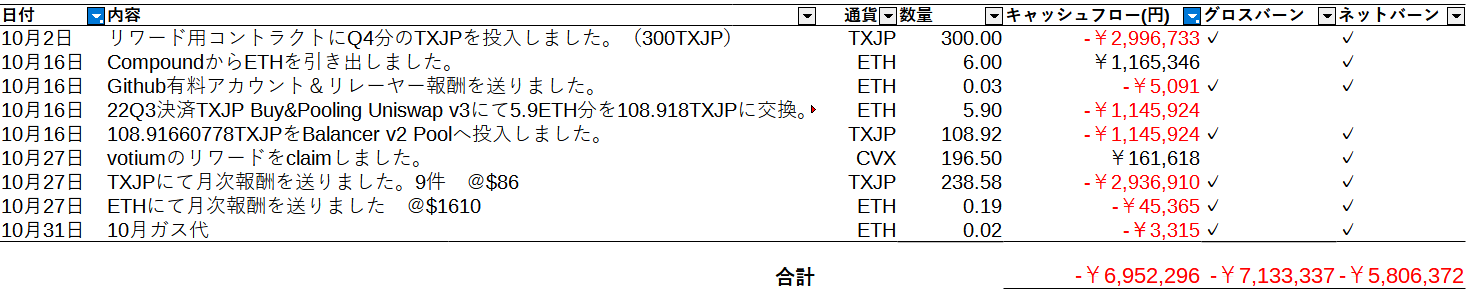 日付 内容 通貨 数量 キャッシュフロー(円) グロスバーン ネットバーン
10月2日 リワード用コントラクトにQ4分のTXJPを投入しました。（300TXJP） TXJP 300.00 -￥2,996,733 ✓ ✓
10月16日 CompoundからETHを引き出しました。 ETH 6.00 ￥1,165,346 ✓
10月16日 Github有料アカウント＆リレーヤー報酬を送りました。 ETH 0.03 -￥5,091 ✓ ✓
10月16日 22Q3決済TXJP Buy&Pooling Uniswap v3にて5.9ETH分を108.918TXJPに交換。 ETH 5.90 -￥1,145,924
10月16日 108.91660778TXJPをBalancer v2 Poolへ投入しました。 TXJP 108.92 -￥1,145,924 ✓ ✓
10月27日 votiumのリワードをclaimしました。 CVX 196.50 ￥161,618 ✓
10月27日 TXJPにて月次報酬を送りました。9件　@$86 TXJP 238.58 -￥2,936,910 ✓ ✓
10月27日 ETHにて月次報酬を送りました　@$1610 ETH 0.19 -￥45,365 ✓ ✓
10月31日 10月ガス代 ETH 0.02 -￥3,315 ✓ ✓
合計 -￥6,952,296 -￥7,133,337 -￥5,806,372